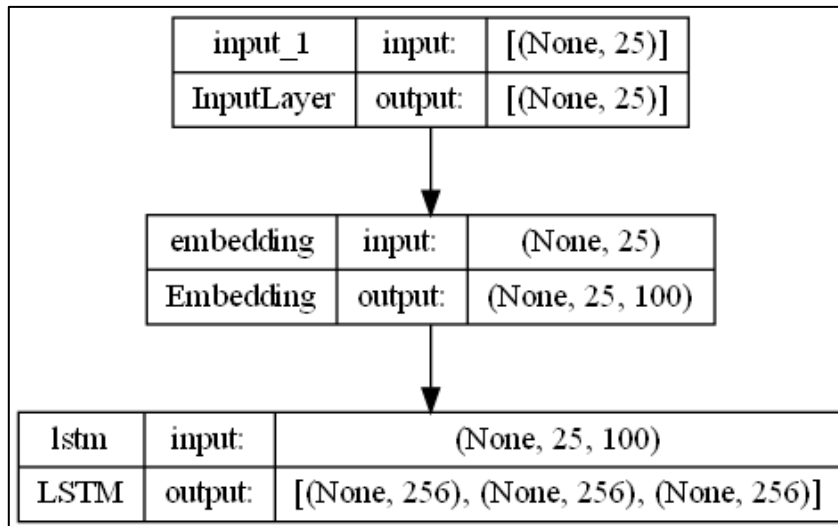 input_1 input: [(None, 25)]
InputLayer output: [(None, 25)]
embedding input: (None, 25)
Embedding output: (None, 25, 100)
lstm input: (None, 25, 100)
LSTM output: [(None, 256), (None, 256), (None, 256)]